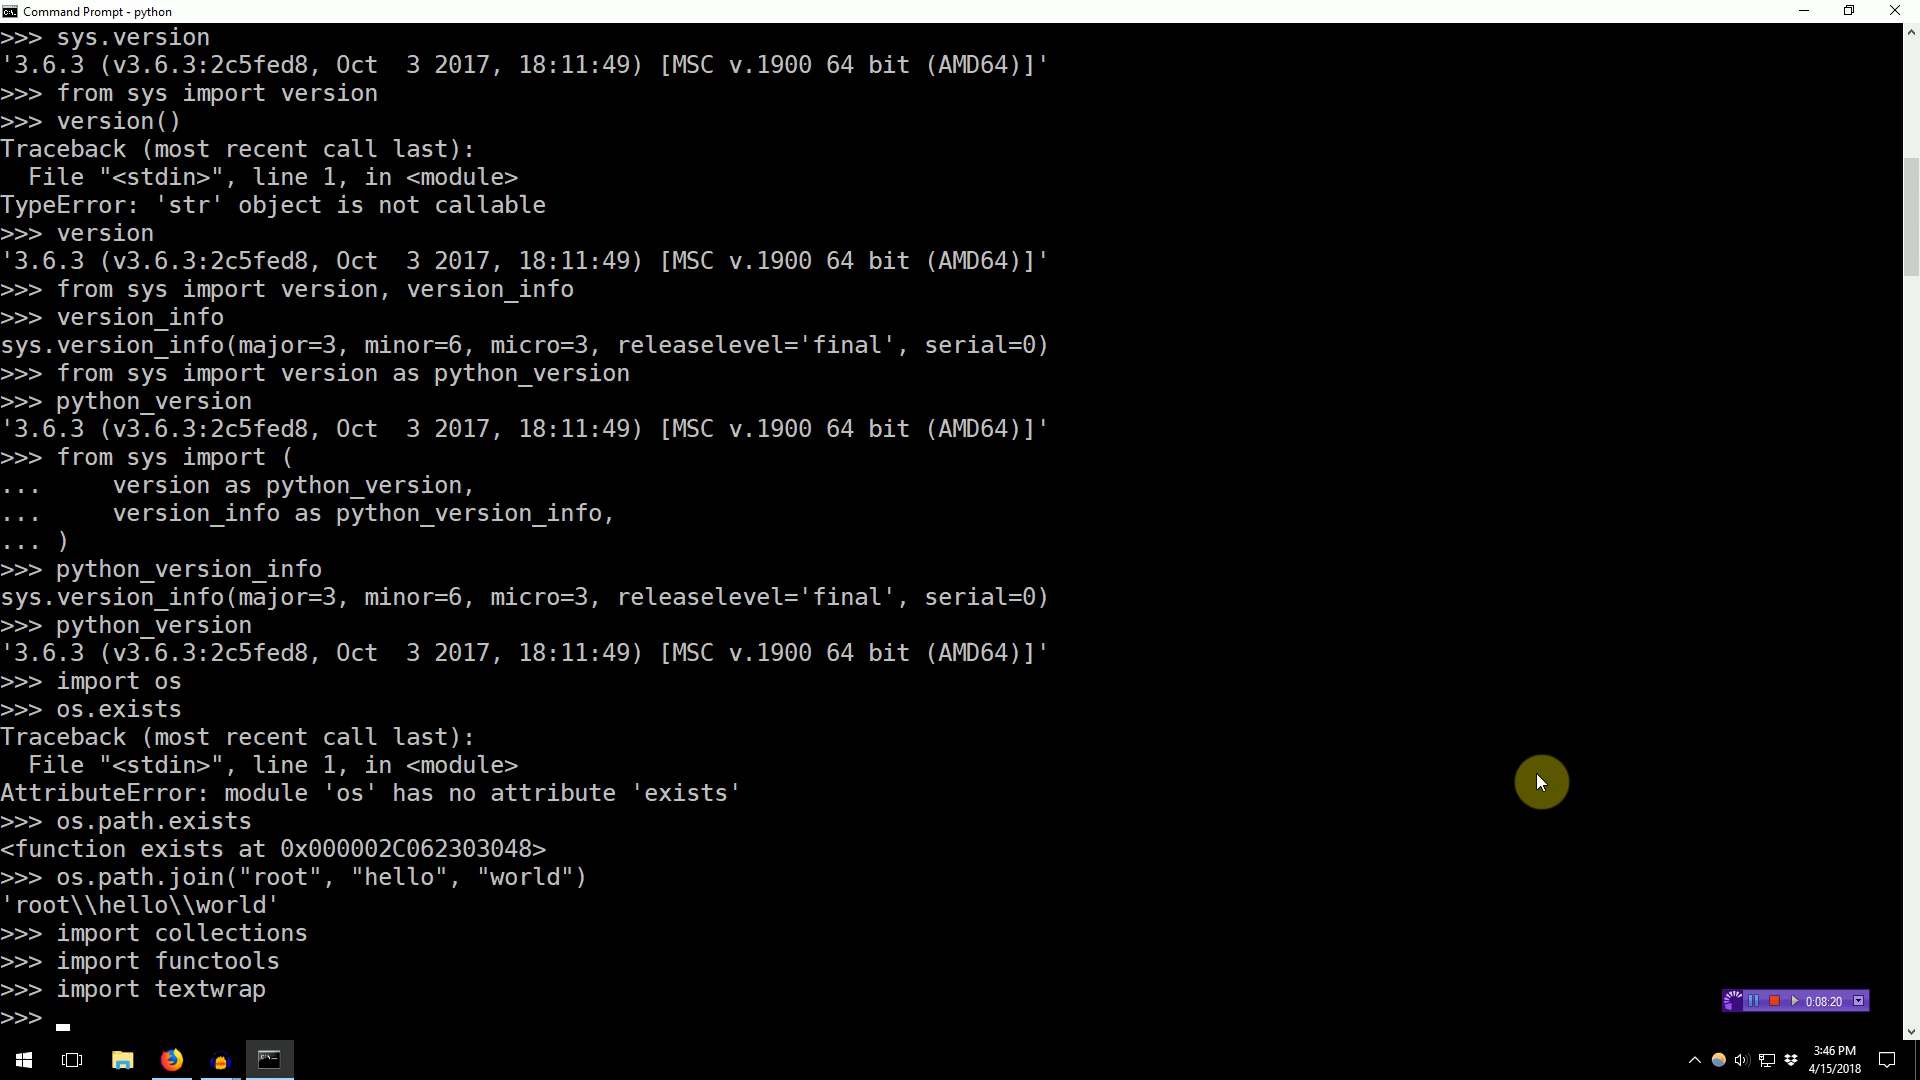 Command Prompt - python
>>> sys.version
'3.6.3 (v3.6.3:2c5fed8, Oct  3 2017, 18:11:49) [MSC v.1900 64 bit (AMD64)]'
>>> from sys import version
>>> version()
Traceback (most recent call last):
  File "<stdin>", line 1, in <module>
TypeError: 'str' object is not callable
>>> version
'3.6.3 (v3.6.3:2c5fed8, Oct  3 2017, 18:11:49) [MSC v.1900 64 bit (AMD64)]'
>>> from sys import version, version_info
>>> version_info
sys.version_info(major=3, minor=6, micro=3, releaselevel='final', serial=0)
>>> from sys import version as python_version
>>> python_version
'3.6.3 (v3.6.3:2c5fed8, Oct  3 2017, 18:11:49) [MSC v.1900 64 bit (AMD64)]'
>>> from sys import (
...     version as python_version,
...     version_info as python_version_info,
... )
>>> python_version_info
sys.version_info(major=3, minor=6, micro=3, releaselevel='final', serial=0)
>>> python_version
'3.6.3 (v3.6.3:2c5fed8, Oct  3 2017, 18:11:49) [MSC v.1900 64 bit (AMD64)]'
>>> import os
>>> os.exists
Traceback (most recent call last):
  File "<stdin>", line 1, in <module>
AttributeError: module 'os' has no attribute 'exists'
>>> os.path.exists
<function exists at 0x000002C062303048>
>>> os.path.join("root", "hello", "world")
'root\\hello\\world'
>>> import collections
>>> import functools
>>> import textwrap
>>>
0:08:20
3:46 PM
4/15/2018